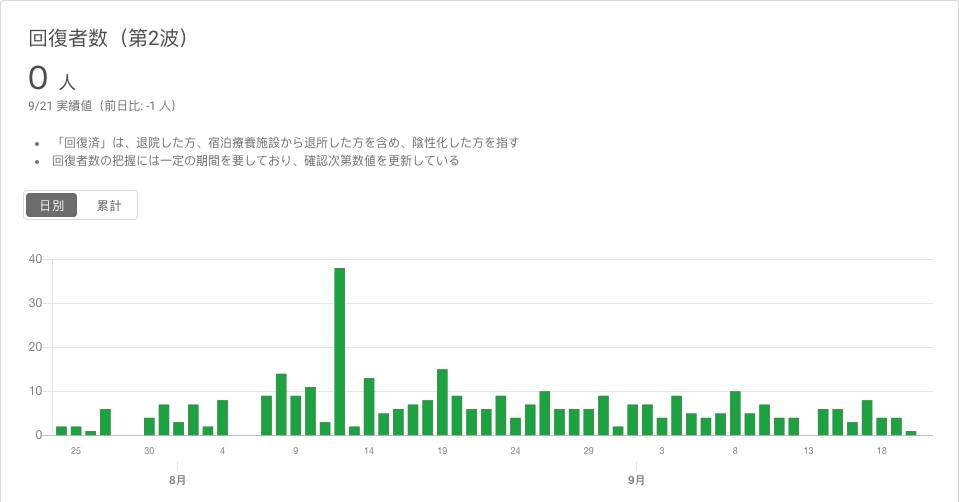 回復者数（第2波）
0 人
9/21 実績値（前日比: -1 人）
「回復済」は、退院した方、宿泊療養施設から退所した方を含め、陰性化した方を指す
回復者数の把握には一定の期間を要しており、確認次第数値を更新している
日別 累計
40
30
20
10
0
25 30 4 9 14 19 24 29 3 8 13 18
8月 9月